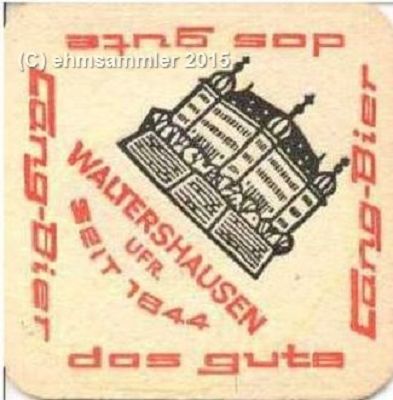 das gute
(C) ehmsammler 2015
Lang-Bier
Lang-Bier
WALTERSHAUSEN
UFR.
SEIT 1844
das gute